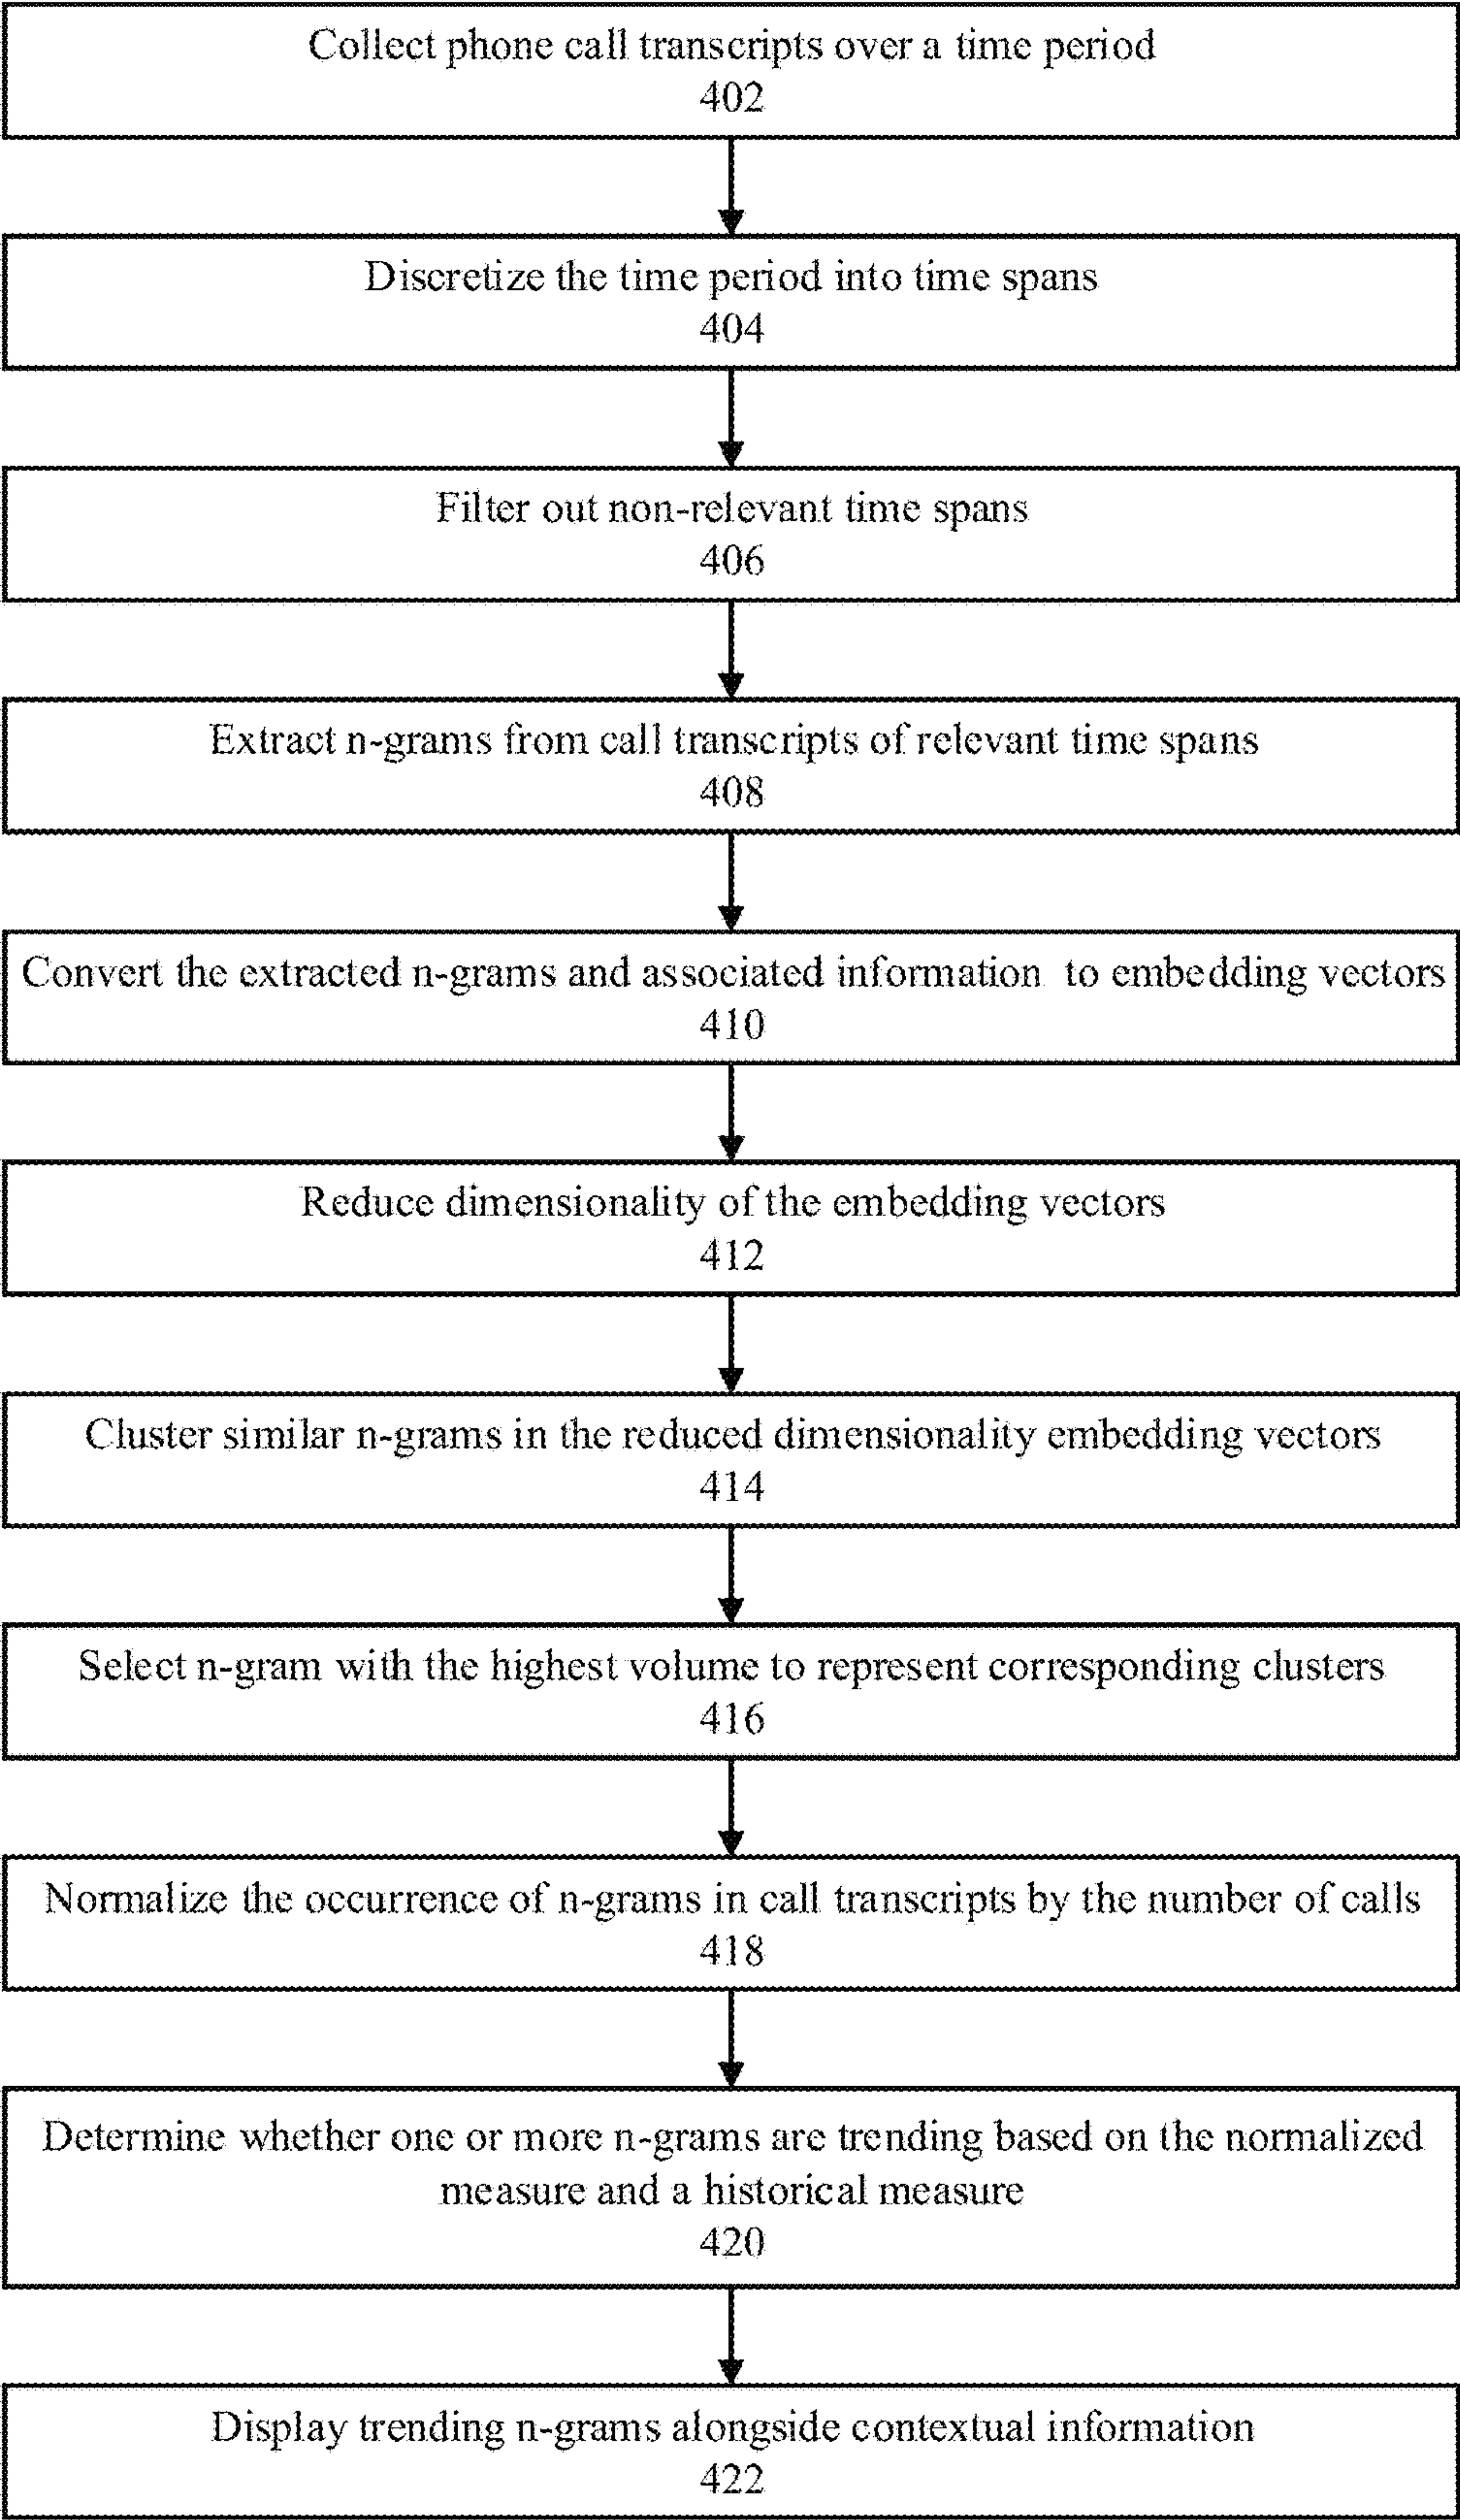 Collect phone call transcripts over a time period
402
Discretize the time period into time spans
404
Filter out non-relevant time spans
406
Extract n-grams from call transcripts of relevant time spans
408
Convert the extracted n-grams and associated information to embedding vectors
410
Reduce dimensionality of the embedding vectors
412
Cluster similar n-grams in the reduced dimensionality embedding vectors
414
Select n-gram with the highest volume to represent corresponding clusters
416
Normalize the occurrence of n-grams in call transcripts by the number of calls
418
Determine whether one or more n-grams are trending based on the normalized
measure and a historical measure
420
Display trending n-grams alongside contextual information
422